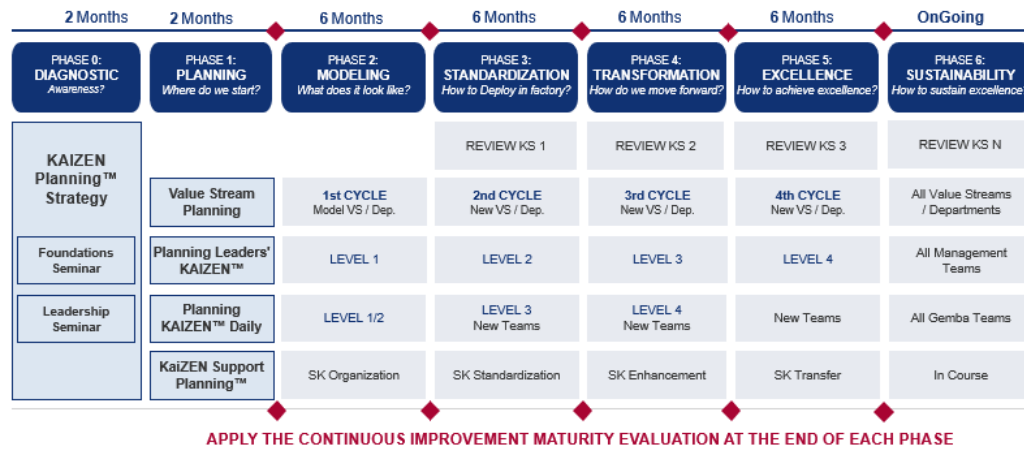 2 Months
2 Months
6 Months
6 Months
6 Months
6 Months
OnGoing
PHASE 0:
DIAGNOSTIC
Awareness?
PHASE 1:
PLANNING
Where do we start?
PHASE 2:
MODELING
What does it look like?
PHASE 3:
STANDARDIZATION
How to Deploy in factory?
PHASE 4:
TRANSFORMATION
How do we move forward?
PHASE 5:
EXCELLENCE
How to achieve excellence?
PHASE 6:
SUSTAINABILITY
How to sustain excellence?
KAIZEN
Planning™
Strategy
REVIEW KS 1
REVIEW KS 2
REVIEW KS 3
REVIEW KS N
Value Stream
Planning
1st CYCLE
Model VS / Dep.
2nd CYCLE
New VS / Dep.
3rd CYCLE
New VS / Dep.
4th CYCLE
New VS / Dep.
All Value Streams
/ Departments
Foundations
Seminar
Planning Leaders'
KAIZEN™
LEVEL 1
LEVEL 2
LEVEL 3
LEVEL 4
All Management
Teams
Leadership
Seminar
Planning
KAIZEN™ Daily
LEVEL 1/2
LEVEL 3
New Teams
LEVEL 4
New Teams
New Teams
All Gemba Teams
KaiZEN Support
Planning™
SK Organization
SK Standardization
SK Enhancement
SK Transfer
In Course
APPLY THE CONTINUOUS IMPROVEMENT MATURITY EVALUATION AT THE END OF EACH PHASE